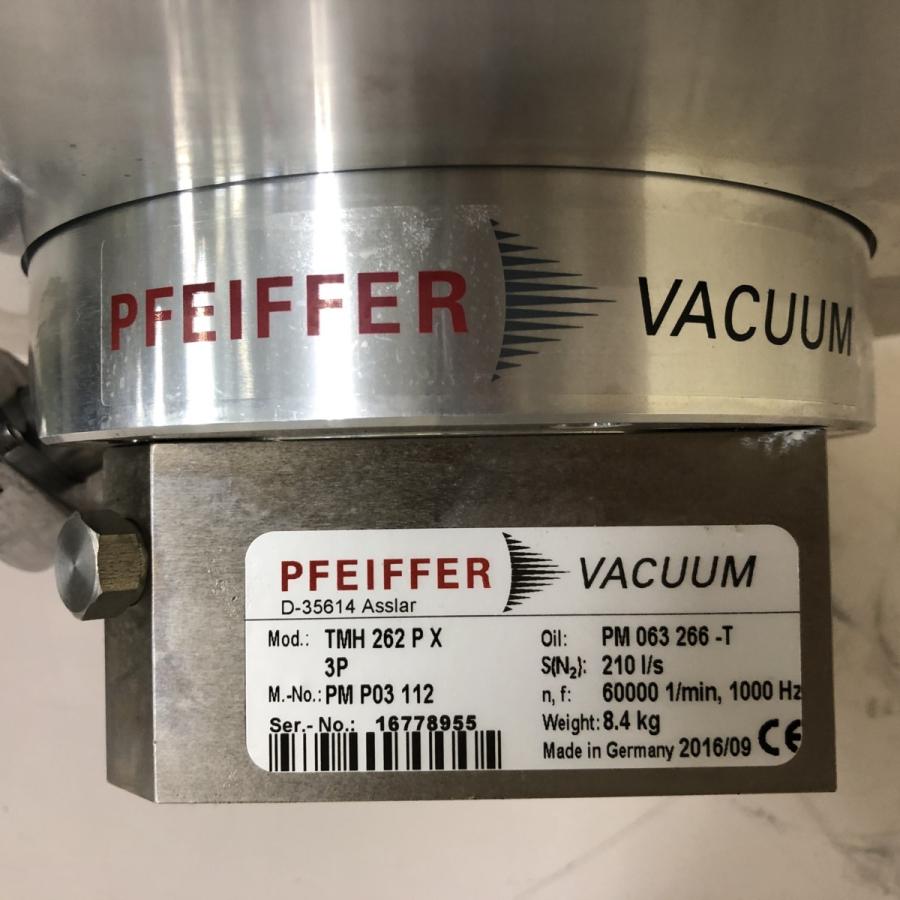 PFEIFFER VACUUM
PFEIFFER VACUUM
D-35614 Asslar
Mod.: TMH 262 P X
3P
M.-No.: PM P03 112
Ser.- No.: 16778955
Oil: PM 063 266 -T
S(N₂): 210 l/s
n, f: 60000 1/min, 1000 Hz
Weight: 8.4 kg
Made in Germany 2016/09 CE